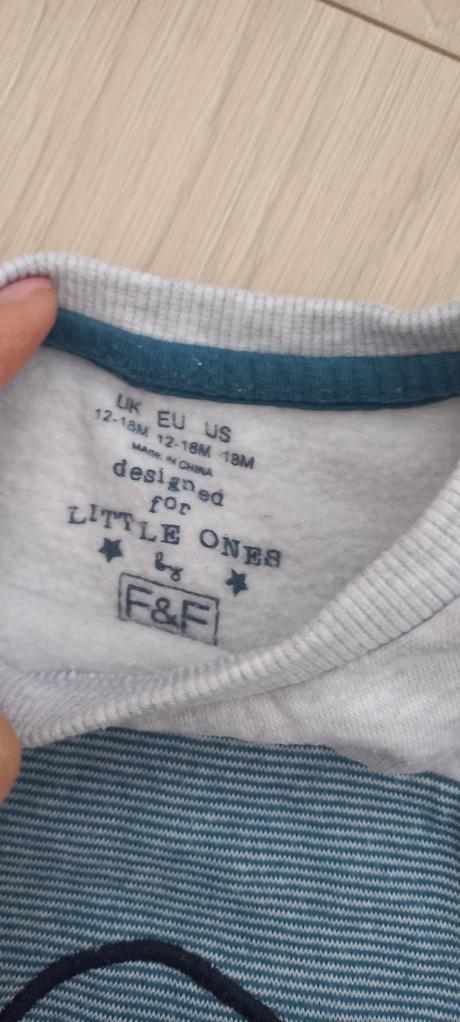 UK EU US
12-18M 12-18M 18M
MADE IN CHINA
designed
for
LITTLE ONES
by
F&F